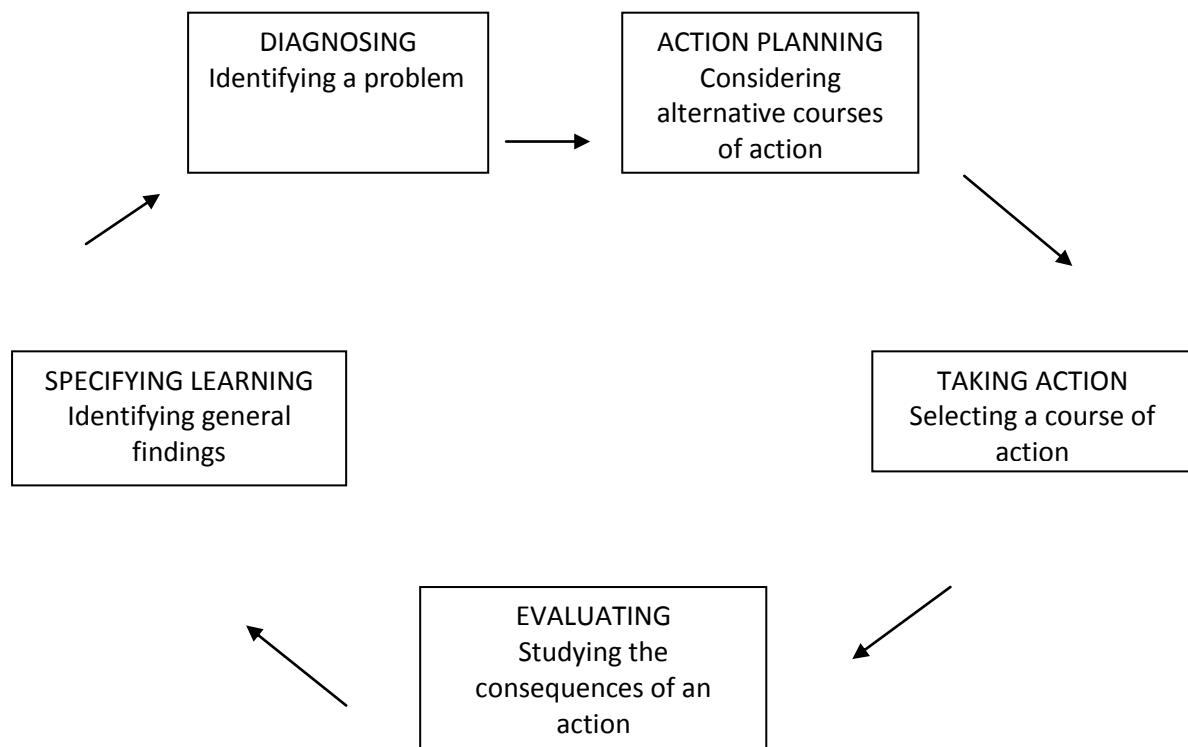 DIAGNOSING
Identifying a problem
ACTION PLANNING
Considering
alternative courses
of action
TAKING ACTION
Selecting a course of
action
EVALUATING
Studying the
consequences of an
action
SPECIFYING LEARNING
Identifying general
findings